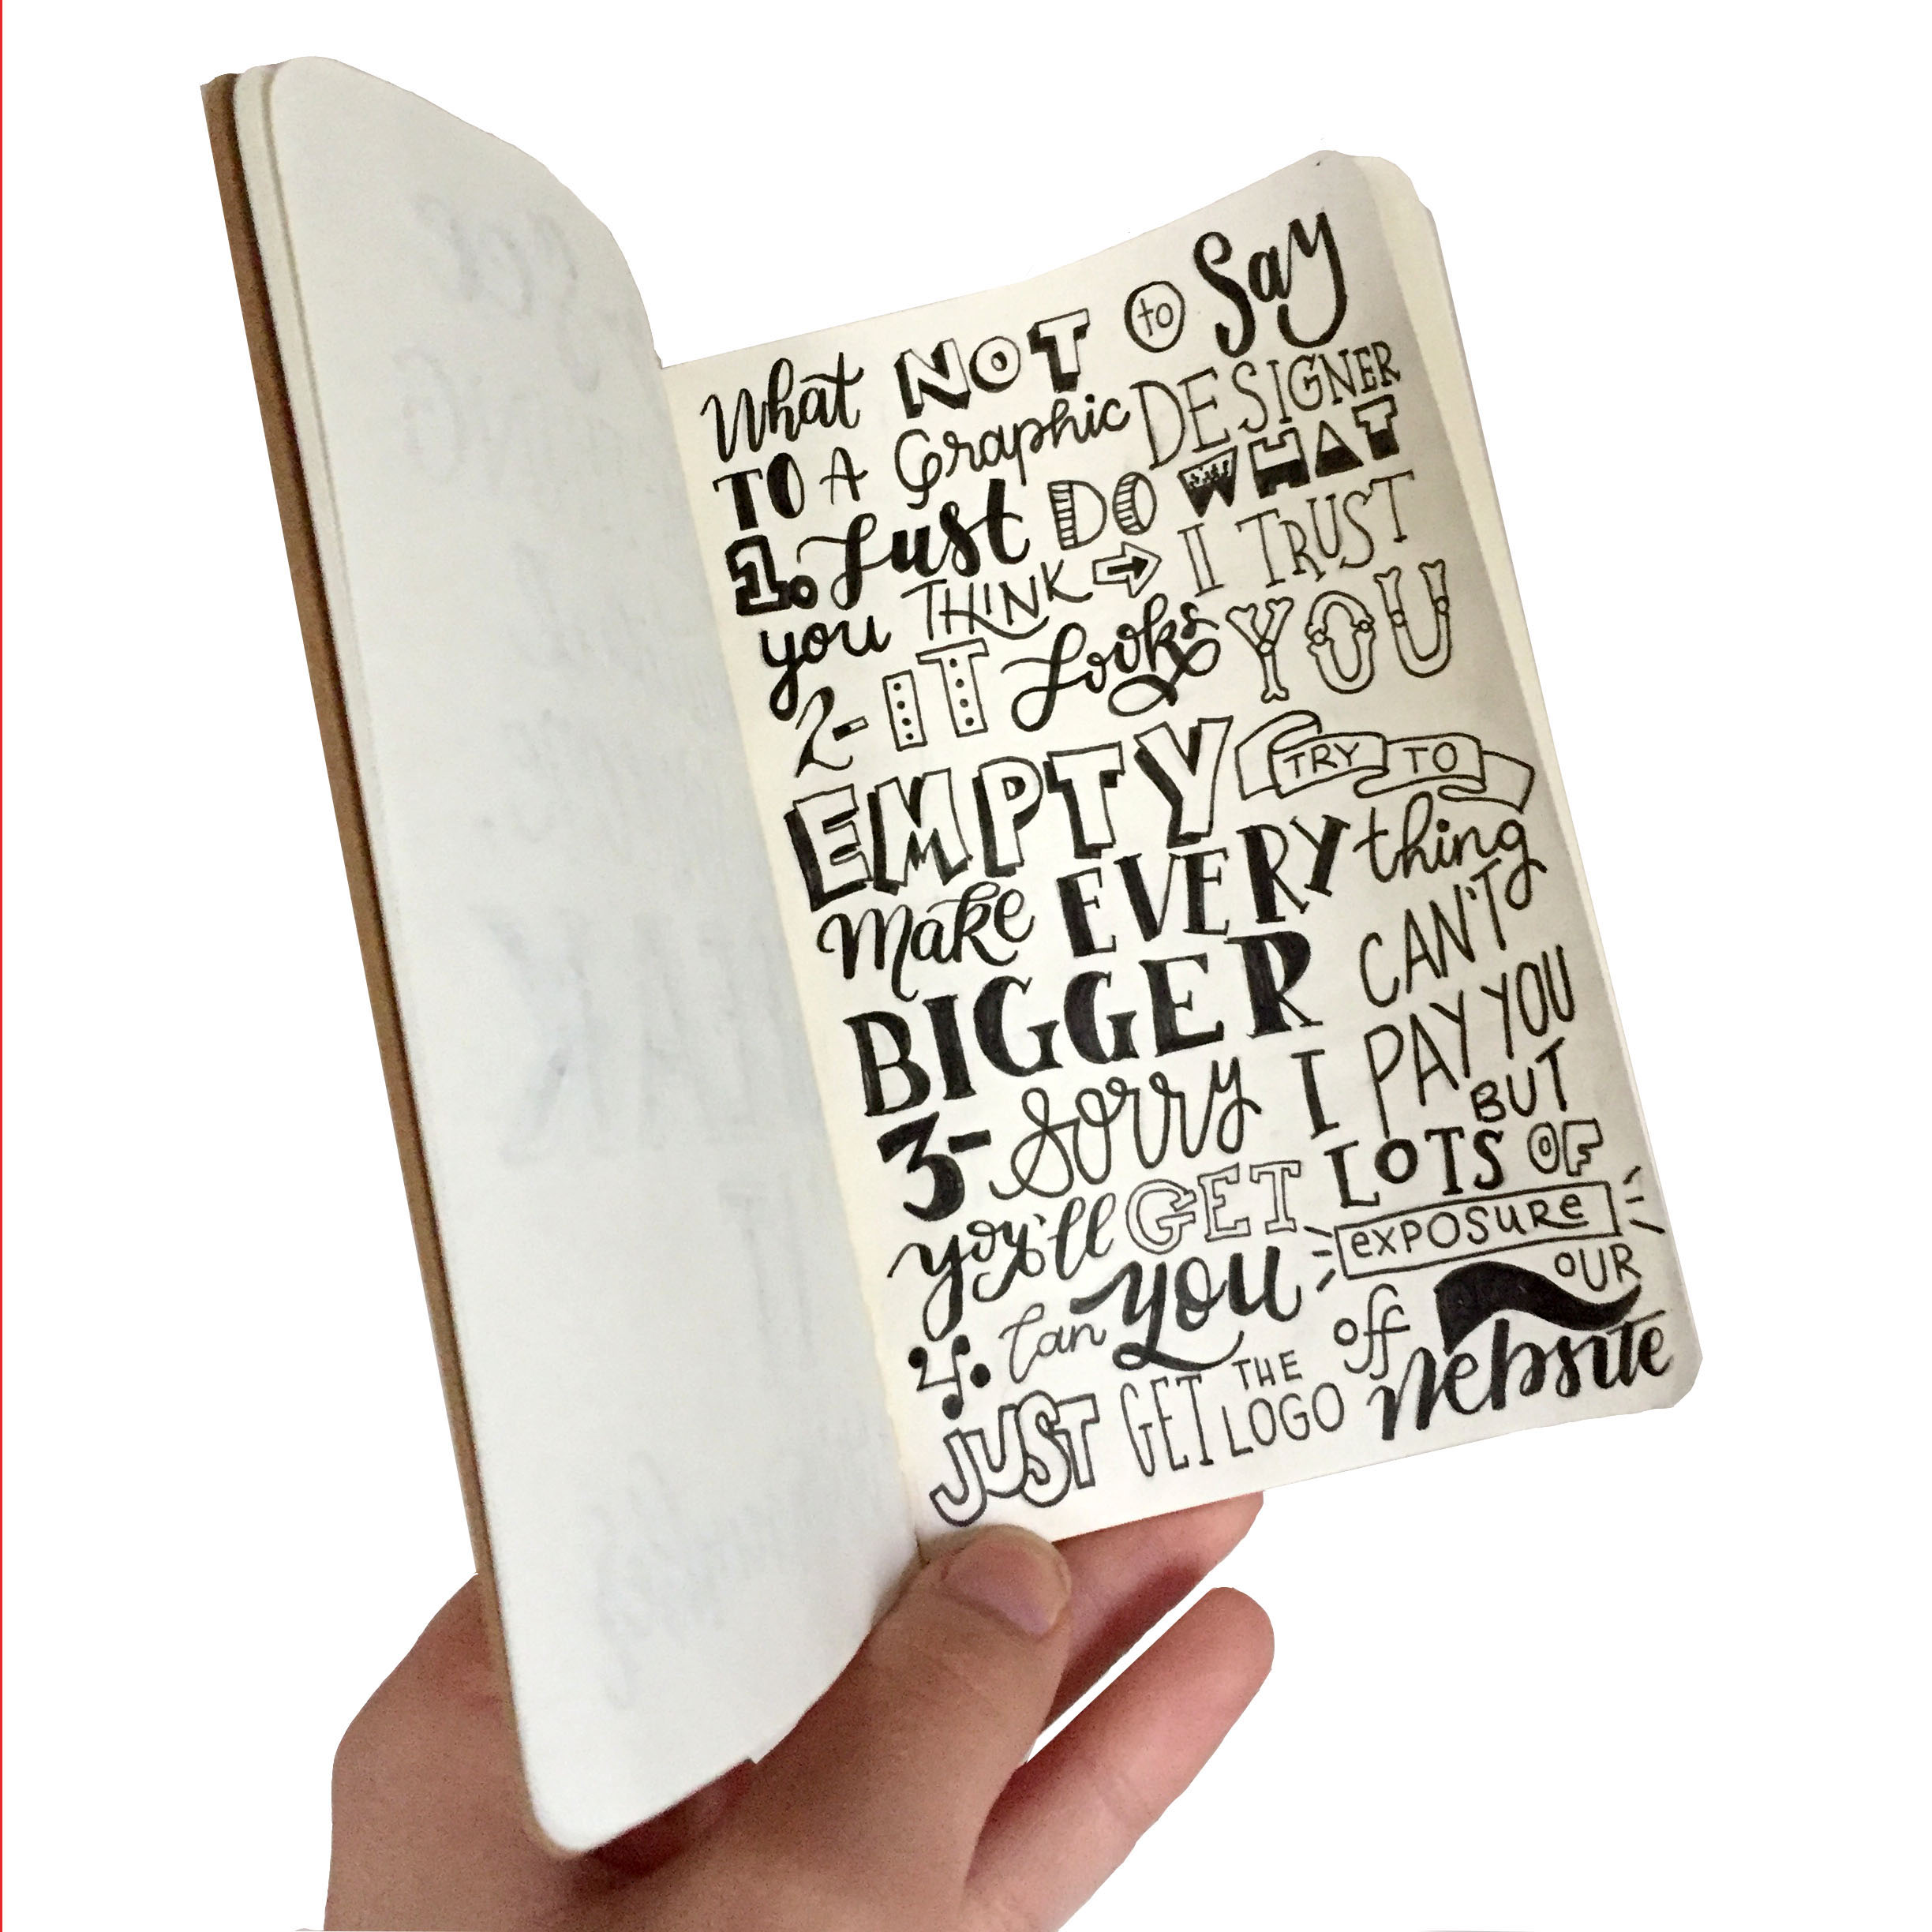 What NOT to Say
TO A Graphic DESIGNER
1. Just DO WHAT
you THINK → I TRUST
2- IT Looks YOU
EMPTY TRY TO
Make EVERYthing
BIGGER CAN'T
3- Sorry I PAY YOU
BUT
you'll GET LOTS OF
exposure
4. Can you off OUR
JUST GET THE LOGO Website